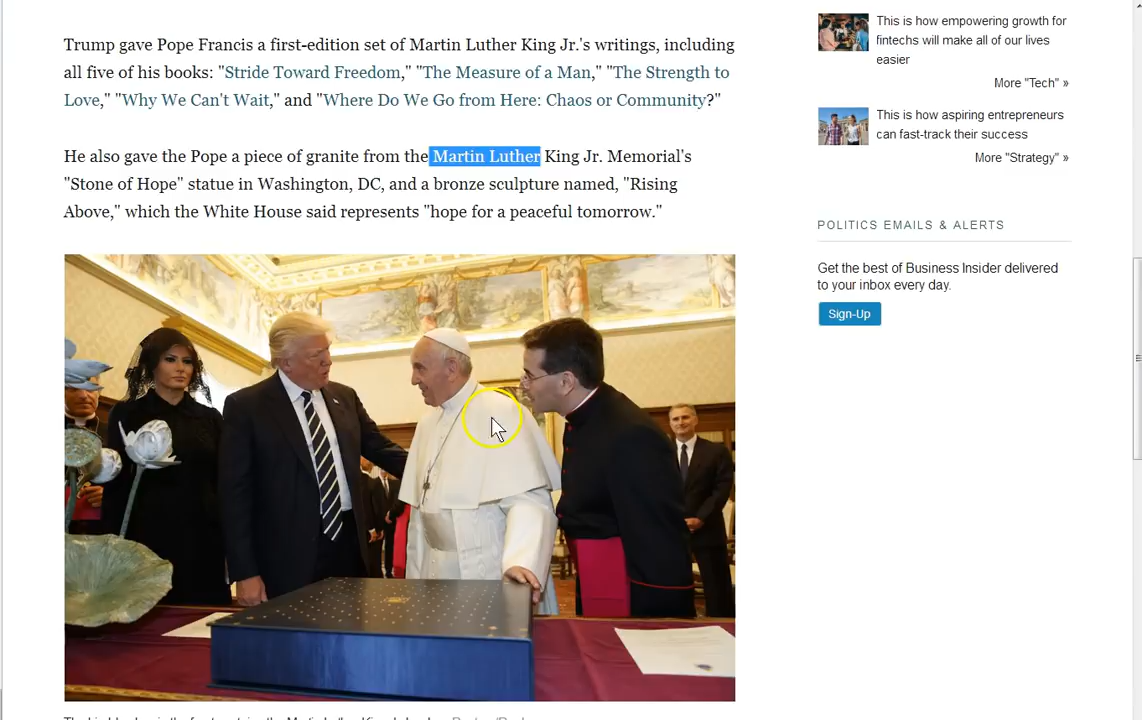 Trump gave Pope Francis a first-edition set of Martin Luther King Jr.'s writings, including
all five of his books: "Stride Toward Freedom," "The Measure of a Man," "The Strength to
Love," "Why We Can't Wait," and "Where Do We Go from Here: Chaos or Community?"
He also gave the Pope a piece of granite from the Martin Luther King Jr. Memorial's
"Stone of Hope" statue in Washington, DC, and a bronze sculpture named, "Rising
Above," which the White House said represents "hope for a peaceful tomorrow."
This is how empowering growth for
fintechs will make all of our lives
easier
More "Tech" »
This is how aspiring entrepreneurs
can fast-track their success
More "Strategy" »
POLITICS EMAILS & ALERTS
Get the best of Business Insider delivered
to your inbox every day.
Sign-Up